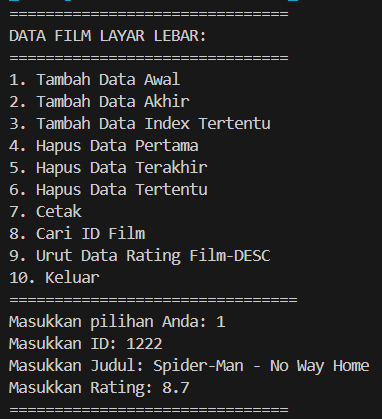 ===============================
DATA FILM LAYAR LEBAR:
===============================
1. Tambah Data Awal
2. Tambah Data Akhir
3. Tambah Data Index Tertentu
4. Hapus Data Pertama
5. Hapus Data Terakhir
6. Hapus Data Tertentu
7. Cetak
8. Cari ID Film
9. Urut Data Rating Film-DESC
10. Keluar
================================
Masukkan pilihan Anda: 1
Masukkan ID: 1222
Masukkan Judul: Spider-Man - No Way Home
Masukkan Rating: 8.7
===============================